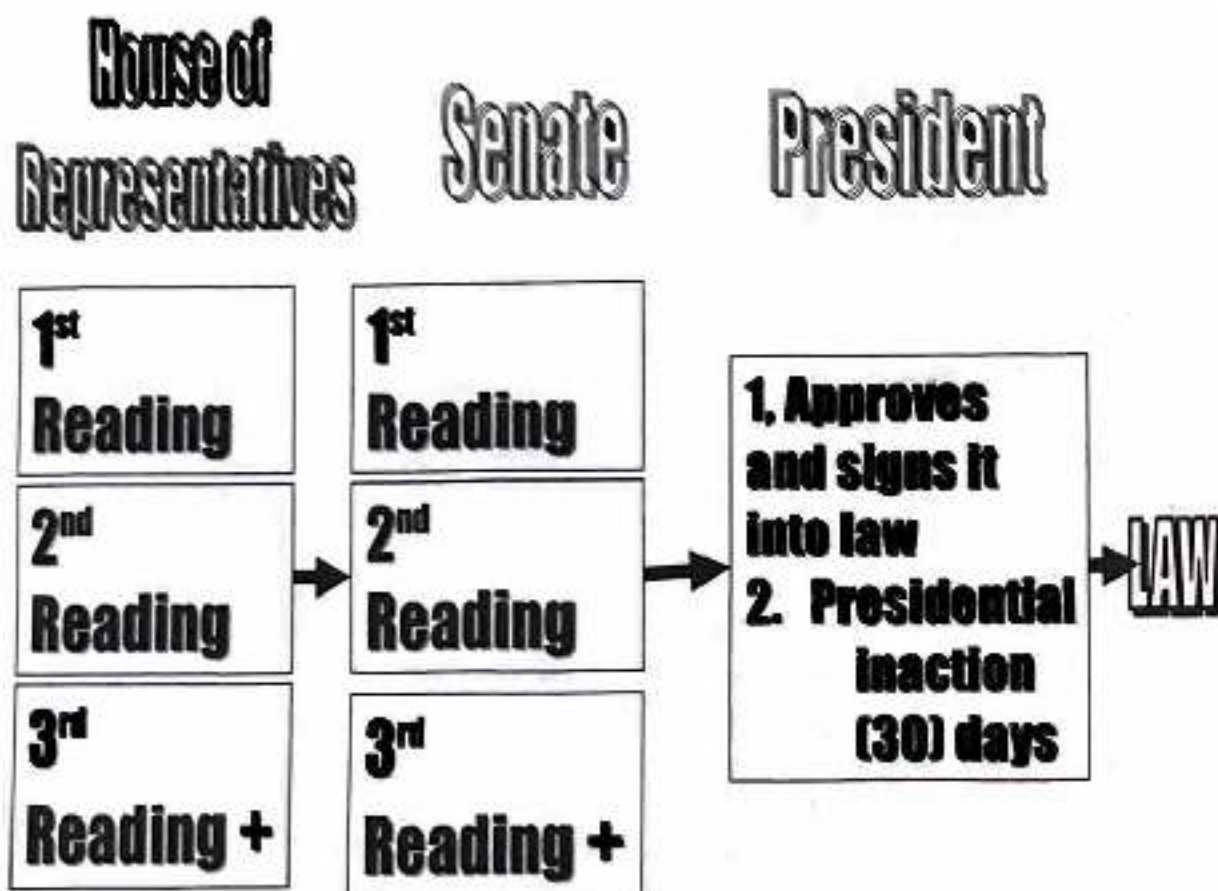 House of
Representatives
Senate
President
1st
Reading
2nd
Reading
3rd
Reading +
1st
Reading
2nd
Reading
3rd
Reading +
1, Approves
and signs it
into law
2. Presidential
inaction
(30) days
LAW